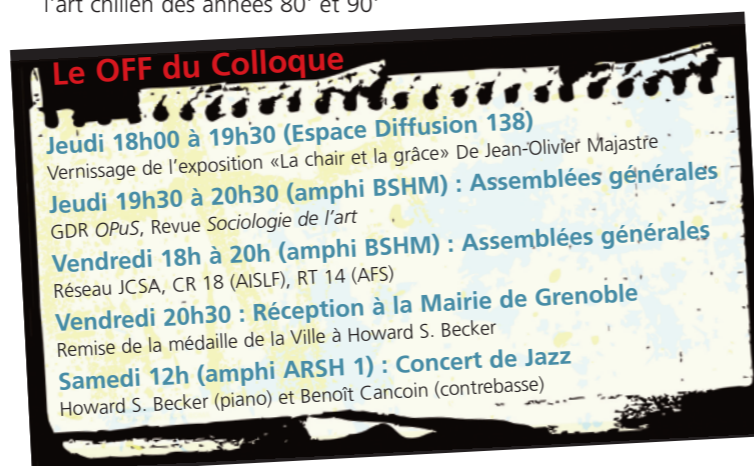 l'art chilien des années 80' et 90'
Le OFF du Colloque
Jeudi 18h00 à 19h30 (Espace Diffusion 138)
Vernissage de l'exposition «La chair et la grâce» De Jean-Olivier Majastre
Jeudi 19h30 à 20h30 (amphi BSHM) : Assemblées générales
GDR OPuS, Revue Sociologie de l'art
Vendredi 18h à 20h (amphi BSHM) : Assemblées générales
Réseau JCSA, CR 18 (AISLF), RT 14 (AFS)
Vendredi 20h30 : Réception à la Mairie de Grenoble
Remise de la médaille de la Ville à Howard S. Becker
Samedi 12h (amphi ARSH 1) : Concert de Jazz
Howard S. Becker (piano) et Benoît Cancoin (contrebasse)